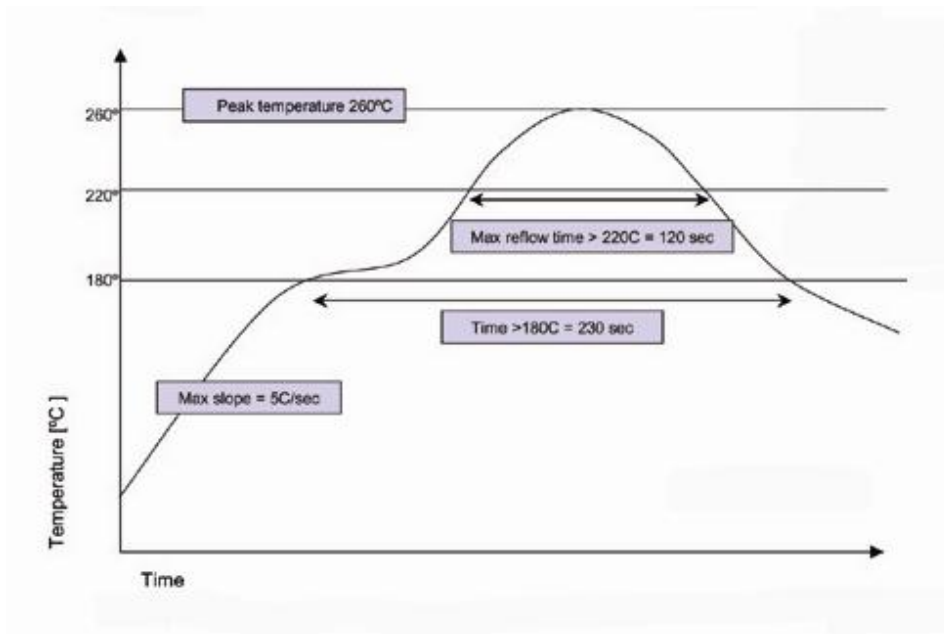 Peak temperature 260ºC
260º
220º
Max reflow time > 220C = 120 sec
180º
Time >180C = 230 sec
Max slope = 5C/sec
Temperature [ºC ]
Time